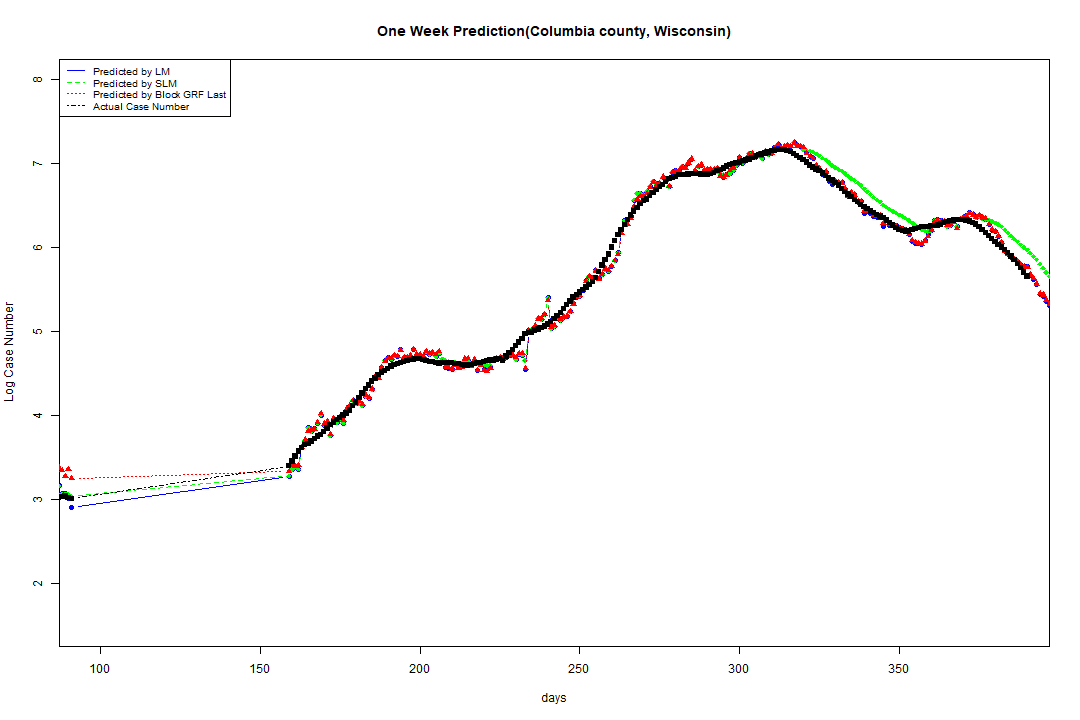 One Week Prediction(Columbia county, Wisconsin)
Predicted by LM
Predicted by SLM
Predicted by Block GRF Last
Actual Case Number
8
7
6
5
4
3
2
Log Case Number
100 150 200 250 300 350
days